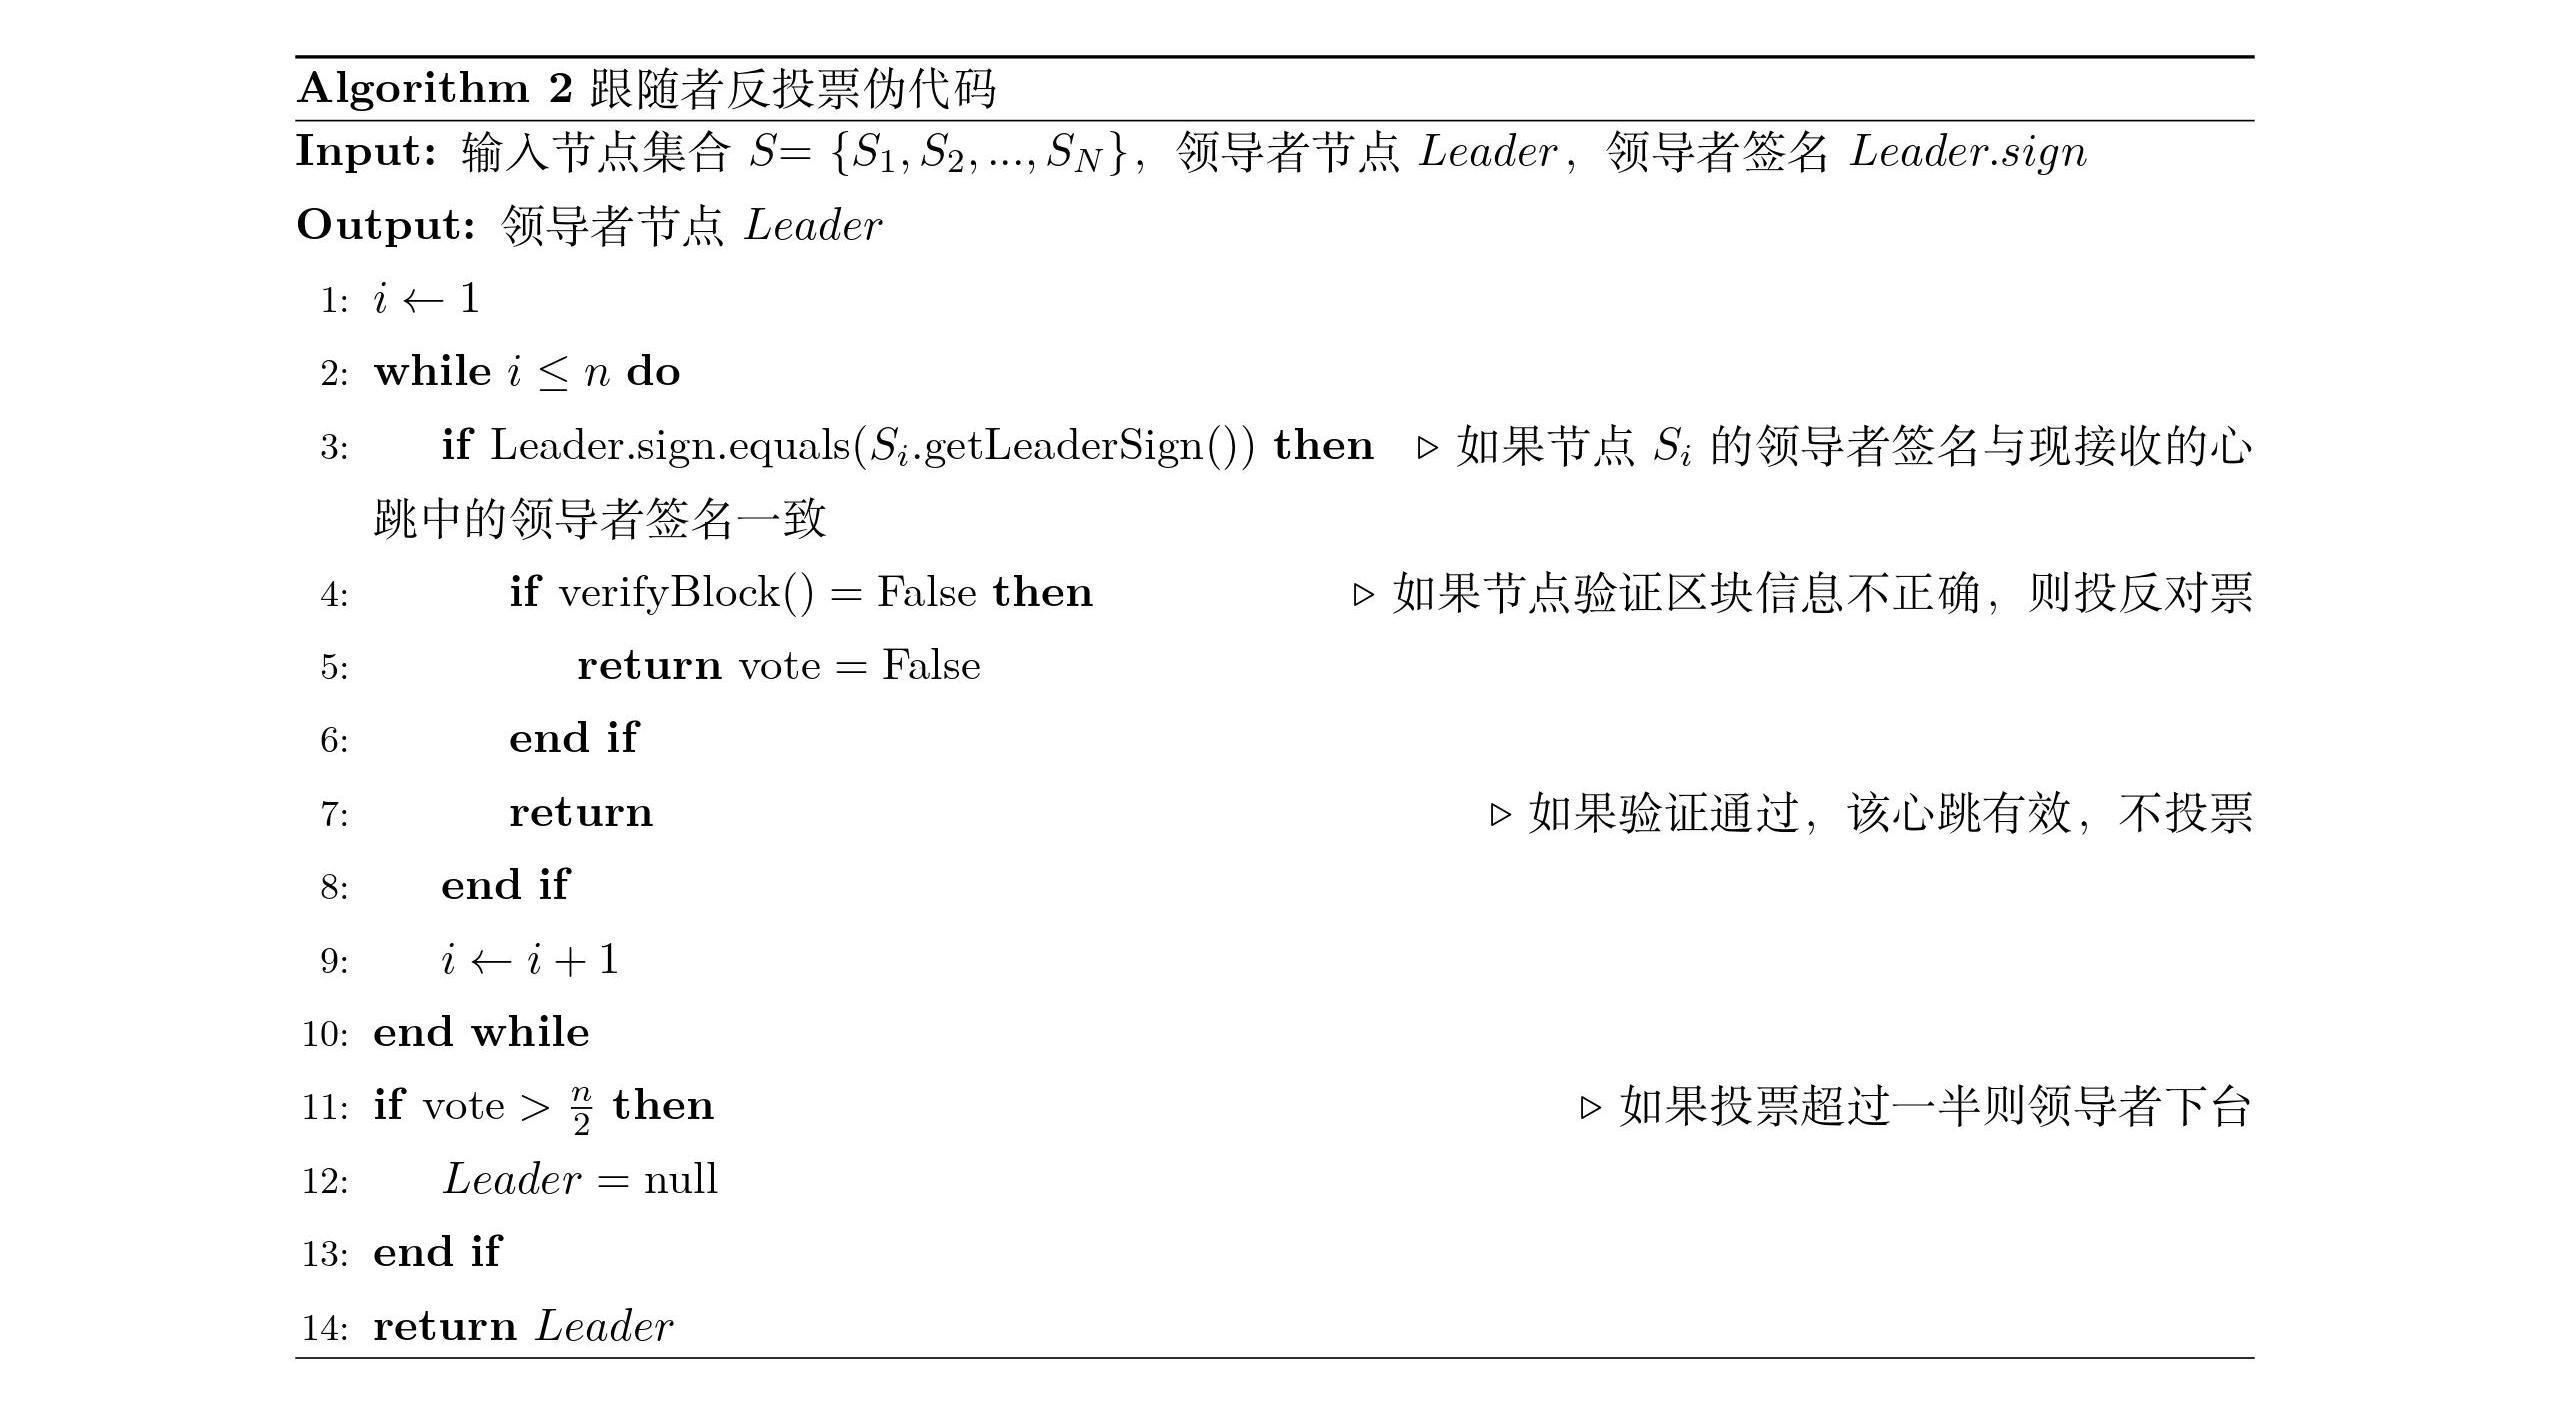 Algorithm 2 跟随者反投票伪代码
Input: 输入节点集合 S= {S₁, S₂, ..., S_N}，领导者节点 Leader，领导者签名 Leader.sign
Output: 领导者节点 Leader
1: i ← 1
2: while i ≤ n do
3: if Leader.sign.equals(Sᵢ.getLeaderSign()) then ▷ 如果节点 Sᵢ 的领导者签名与现接收的心
跳中的领导者签名一致
4: if verifyBlock() = False then ▷ 如果节点验证区块信息不正确，则投反对票
5: return vote = False
6: end if
7: return ▷ 如果验证通过，该心跳有效，不投票
8: end if
9: i ← i + 1
10: end while
11: if vote > n/2 then ▷ 如果投票超过一半则领导者下台
12: Leader = null
13: end if
14: return Leader